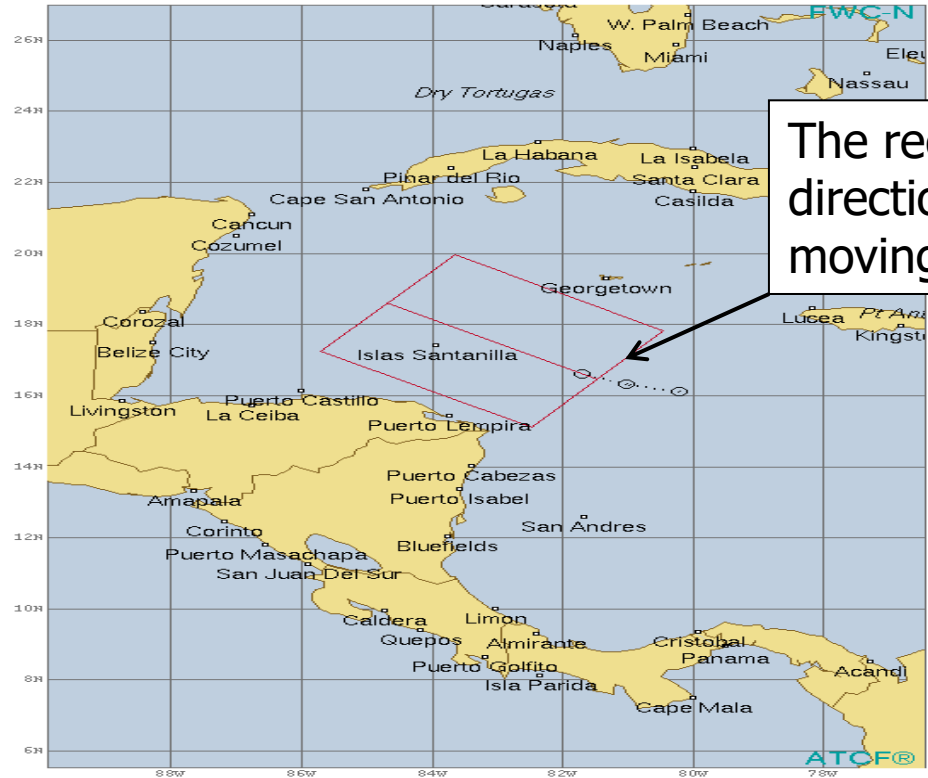 FWC-N
W. Palm Beach
26N
Naples
Miami
Nassau
24N
Dry Tortugas
The
direction
moving
La Habana
La Isabela
22N
Pinar del Rio
Santa Clara
Cape San Antonio
Casilda
Cancun
Cozumel
20N
Georgetown
18N
Corozal
Lucea
Belize City
Islas Santanilla
16N
Livingston
Puerto Castillo
La Ceiba
Puerto Lempira
14N
Puerto Cabezas
Amapala
Puerto Isabel
Corinto
San Andres
12N
Puerto Masachapa
Bluefields
San Juan Del Sur
10N
Caldera
Limon
Quepos
Almirante
Cristobal
Puerto Golfito
Panama
Acandi
8N
Isla Parida
Cape Mala
6N
ATCF®
88W 86W 84W 82W 80W 78W